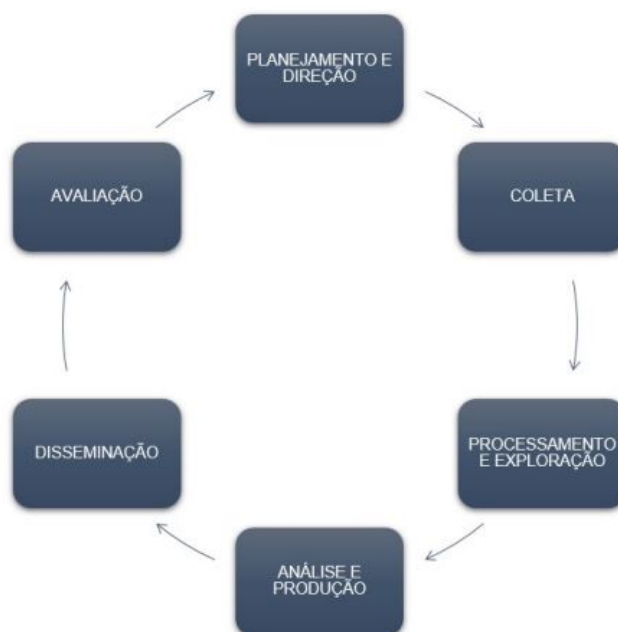 PLANEJAMENTO E
DIREÇÃO
COLETA
PROCESSAMENTO
E EXPLORAÇÃO
ANÁLISE E
PRODUÇÃO
DISSEMINAÇÃO
AVALIAÇÃO